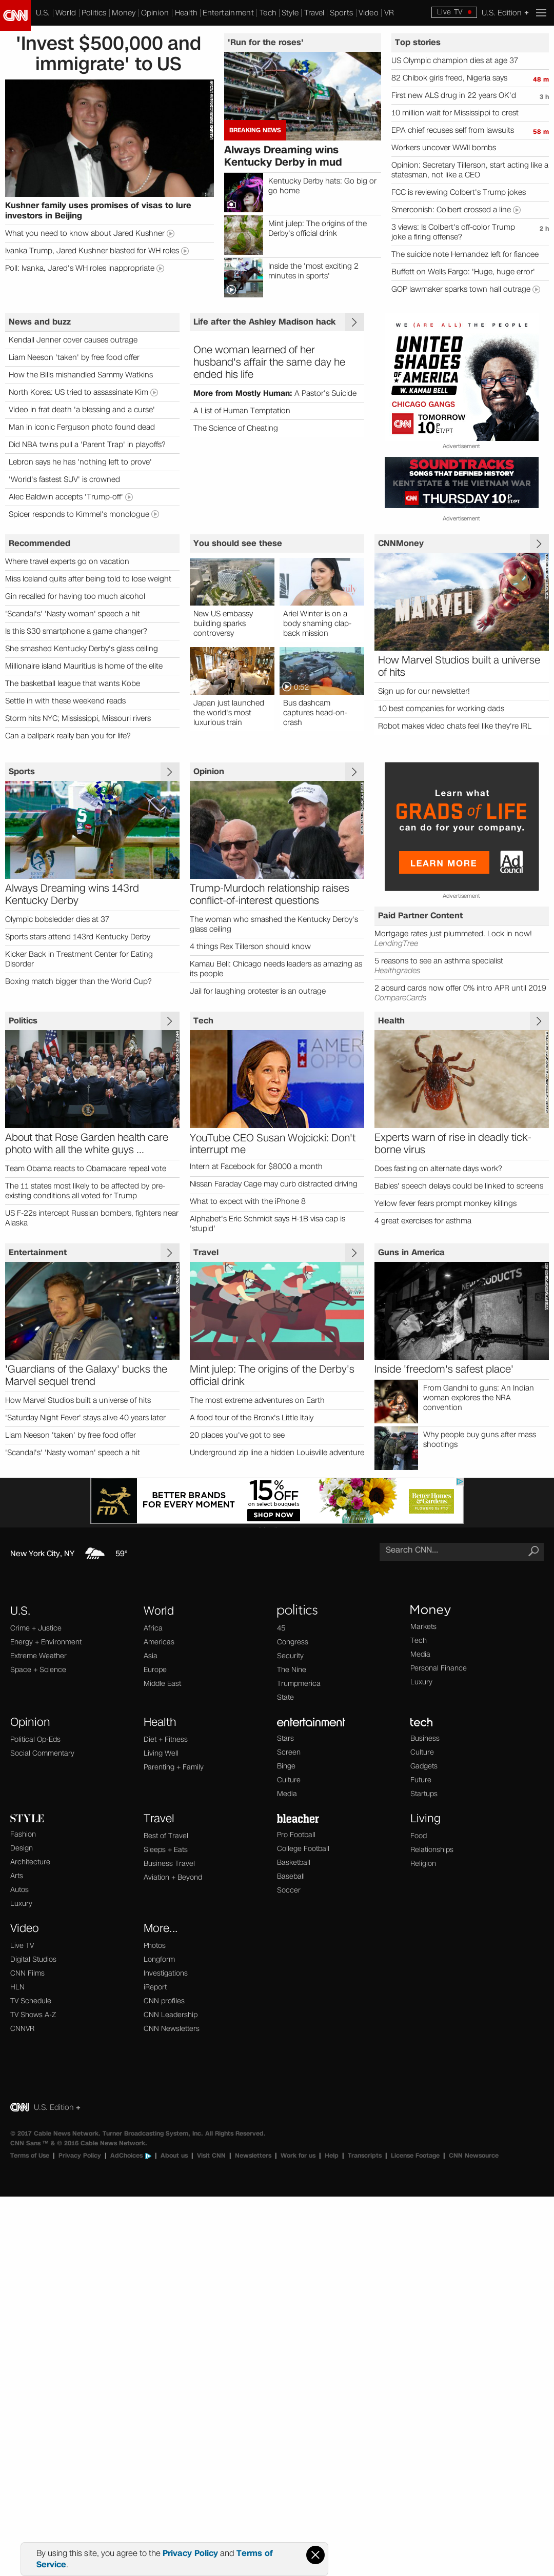 CNN
U.S. | World | Politics | Money | Opinion | Health | Entertainment | Tech | Style | Travel | Sports | Video | VR
Live TV
U.S. Edition +
'Invest $500,000 and
immigrate' to US
Kushner family uses promises of visas to lure
investors in Beijing
What you need to know about Jared Kushner
Ivanka Trump, Jared Kushner blasted for WH roles
Poll: Ivanka, Jared's WH roles inappropriate
'Run for the roses'
BREAKING NEWS
Always Dreaming wins
Kentucky Derby in mud
Kentucky Derby hats: Go big or
go home
Mint julep: The origins of the
Derby's official drink
Inside the 'most exciting 2
minutes in sports'
Top stories
US Olympic champion dies at age 37
82 Chibok girls freed, Nigeria says
48 m
First new ALS drug in 22 years OK'd
3 h
10 million wait for Mississippi to crest
EPA chief recuses self from lawsuits
58 m
Workers uncover WWII bombs
Opinion: Secretary Tillerson, start acting like a
statesman, not like a CEO
FCC is reviewing Colbert's Trump jokes
Smerconish: Colbert crossed a line
3 views: Is Colbert's off-color Trump
joke a firing offense?
2 h
The suicide note Hernandez left for fiancee
Buffett on Wells Fargo: 'Huge, huge error'
GOP lawmaker sparks town hall outrage
News and buzz
Kendall Jenner cover causes outrage
Liam Neeson 'taken' by free food offer
How the Bills mishandled Sammy Watkins
North Korea: US tried to assassinate Kim
Video in frat death 'a blessing and a curse'
Man in iconic Ferguson photo found dead
Did NBA twins pull a 'Parent Trap' in playoffs?
Lebron says he has 'nothing left to prove'
'World's fastest SUV' is crowned
Alec Baldwin accepts 'Trump-off'
Spicer responds to Kimmel's monologue
Life after the Ashley Madison hack
One woman learned of her
husband's affair the same day he
ended his life
More from Mostly Human: A Pastor's Suicide
A List of Human Temptation
The Science of Cheating
WE (ARE ALL) THE PEOPLE
UNITED
SHADES
OF AMERICA
W. KAMAU BELL
CHICAGO GANGS
CNN TOMORROW
10P ET/PT
Advertisement
SOUNDTRACKS
SONGS THAT DEFINED HISTORY
KENT STATE & THE VIETNAM WAR
CNN THURSDAY 10P ET/PT
Advertisement
Recommended
Where travel experts go on vacation
Miss Iceland quits after being told to lose weight
Gin recalled for having too much alcohol
'Scandal's' 'Nasty woman' speech a hit
Is this $30 smartphone a game changer?
She smashed Kentucky Derby's glass ceiling
Millionaire island Mauritius is home of the elite
The basketball league that wants Kobe
Settle in with these weekend reads
Storm hits NYC; Mississippi, Missouri rivers
Can a ballpark really ban you for life?
You should see these
New US embassy
building sparks
controversy
Ariel Winter is on a
body shaming clap-
back mission
0:52
Japan just launched
the world's most
luxurious train
Bus dashcam
captures head-on-
crash
CNNMoney
MARVEL
How Marvel Studios built a universe
of hits
Sign up for our newsletter!
10 best companies for working dads
Robot makes video chats feel like they're IRL
Sports
5
Always Dreaming wins 143rd
Kentucky Derby
Olympic bobsledder dies at 37
Sports stars attend 143rd Kentucky Derby
Kicker Back in Treatment Center for Eating
Disorder
Boxing match bigger than the World Cup?
Opinion
Trump-Murdoch relationship raises
conflict-of-interest questions
The woman who smashed the Kentucky Derby's
glass ceiling
4 things Rex Tillerson should know
Kamau Bell: Chicago needs leaders as amazing as
its people
Jail for laughing protester is an outrage
Learn what
GRADS of LIFE
can do for your company.
LEARN MORE
Ad
Council
Advertisement
Paid Partner Content
Mortgage rates just plummeted. Lock in now!
LendingTree
5 reasons to see an asthma specialist
Healthgrades
2 absurd cards now offer 0% intro APR until 2019
CompareCards
Politics
About that Rose Garden health care
photo with all the white guys ...
Team Obama reacts to Obamacare repeal vote
The 11 states most likely to be affected by pre-
existing conditions all voted for Trump
US F-22s intercept Russian bombers, fighters near
Alaska
Tech
YouTube CEO Susan Wojcicki: Don't
interrupt me
Intern at Facebook for $8000 a month
Nissan Faraday Cage may curb distracted driving
What to expect with the iPhone 8
Alphabet's Eric Schmidt says H-1B visa cap is
'stupid'
Health
Experts warn of rise in deadly tick-
borne virus
Does fasting on alternate days work?
Babies' speech delays could be linked to screens
Yellow fever fears prompt monkey killings
4 great exercises for asthma
Entertainment
'Guardians of the Galaxy' bucks the
Marvel sequel trend
How Marvel Studios built a universe of hits
'Saturday Night Fever' stays alive 40 years later
Liam Neeson 'taken' by free food offer
'Scandal's' 'Nasty woman' speech a hit
Travel
Mint julep: The origins of the Derby's
official drink
The most extreme adventures on Earth
A food tour of the Bronx's Little Italy
20 places you've got to see
Underground zip line a hidden Louisville adventure
Guns in America
Inside 'freedom's safest place'
From Gandhi to guns: An Indian
woman explores the NRA
convention
Why people buy guns after mass
shootings
FTD
BETTER BRANDS
FOR EVERY MOMENT
15% OFF
on select bouquets
SHOP NOW
Better Homes
& Gardens
New York City, NY
59°
Search CNN...
U.S.
Crime + Justice
Energy + Environment
Extreme Weather
Space + Science
World
Africa
Americas
Asia
Europe
Middle East
politics
45
Congress
Security
The Nine
Trumpmerica
State
Money
Markets
Tech
Media
Personal Finance
Luxury
Opinion
Political Op-Eds
Social Commentary
Health
Diet + Fitness
Living Well
Parenting + Family
entertainment
Stars
Screen
Binge
Culture
Media
tech
Business
Culture
Gadgets
Future
Startups
STYLE
Fashion
Design
Architecture
Arts
Autos
Luxury
Travel
Best of Travel
Sleeps + Eats
Business Travel
Aviation + Beyond
bleacher
Pro Football
College Football
Basketball
Baseball
Soccer
Living
Food
Relationships
Religion
Video
Live TV
Digital Studios
CNN Films
HLN
TV Schedule
TV Shows A-Z
CNNVR
More...
Photos
Longform
Investigations
iReport
CNN profiles
CNN Leadership
CNN Newsletters
CNN U.S. Edition +
© 2017 Cable News Network. Turner Broadcasting System, Inc. All Rights Reserved.
CNN Sans ™ & © 2016 Cable News Network.
Terms of Use | Privacy Policy | AdChoices | About us | Visit CNN | Newsletters | Work for us | Help | Transcripts | License Footage | CNN Newsource
By using this site, you agree to the Privacy Policy and Terms of
Service.